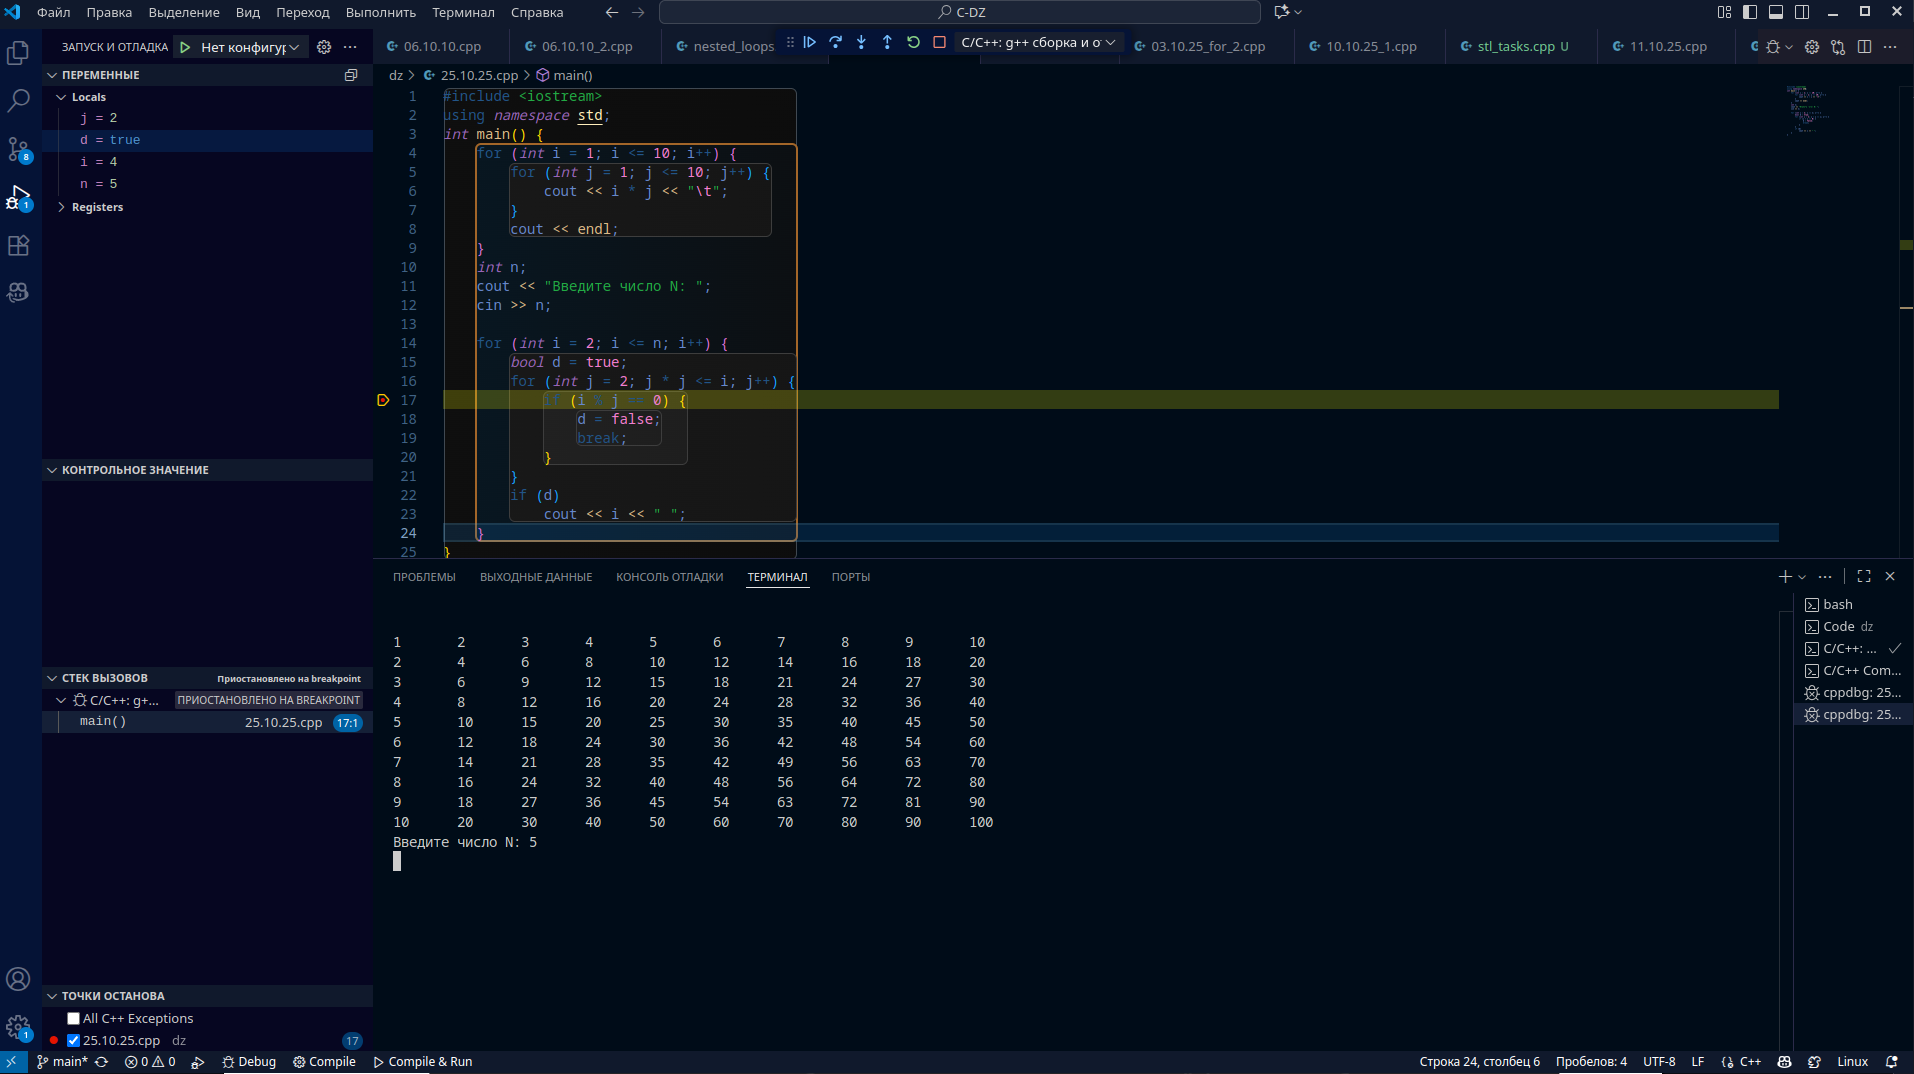 Файл Правка Выделение Вид Переход Выполнить Терминал Справка C-DZ
ЗАПУСК И ОТЛАДКА Нет конфигур
06.10.10.cpp 06.10.10_2.cpp nested_loops C/C++: g++ сборка и о 03.10.25_for_2.cpp 10.10.25_1.cpp stl_tasks.cpp U 11.10.25.cpp
dz > 25.10.25.cpp > main()
ПЕРЕМЕННЫЕ
Locals
j = 2
d = true
i = 4
n = 5
Registers
КОНТРОЛЬНОЕ ЗНАЧЕНИЕ
СТЕК ВЫЗОВОВ Приостановлено на breakpoint
C/C++: g+... ПРИОСТАНОВЛЕНО НА BREAKPOINT
main() 25.10.25.cpp 17:1
ТОЧКИ ОСТАНОВА
All C++ Exceptions
25.10.25.cpp dz 17
8
1
1
1 #include <iostream>
2 using namespace std;
3 int main() {
4 for (int i = 1; i <= 10; i++) {
5 for (int j = 1; j <= 10; j++) {
6 cout << i * j << "\t";
7 }
8 cout << endl;
9 }
10 int n;
11 cout << "Введите число N: ";
12 cin >> n;
13
14 for (int i = 2; i <= n; i++) {
15 bool d = true;
16 for (int j = 2; j * j <= i; j++) {
17 if (i % j == 0) {
18 d = false;
19 break;
20 }
21 }
22 if (d)
23 cout << i << " ";
24 }
25 }
ПРОБЛЕМЫ ВЫХОДНЫЕ ДАННЫЕ КОНСОЛЬ ОТЛАДКИ ТЕРМИНАЛ ПОРТЫ
1 2 3 4 5 6 7 8 9 10
2 4 6 8 10 12 14 16 18 20
3 6 9 12 15 18 21 24 27 30
4 8 12 16 20 24 28 32 36 40
5 10 15 20 25 30 35 40 45 50
6 12 18 24 30 36 42 48 54 60
7 14 21 28 35 42 49 56 63 70
8 16 24 32 40 48 56 64 72 80
9 18 27 36 45 54 63 72 81 90
10 20 30 40 50 60 70 80 90 100
Введите число N: 5
bash
Code dz
C/C++: ...
C/C++ Com...
cppdbg: 25...
cppdbg: 25...
main* 0 0 Debug Compile Compile & Run Строка 24, столбец 6 Пробелов: 4 UTF-8 LF C++ Linux